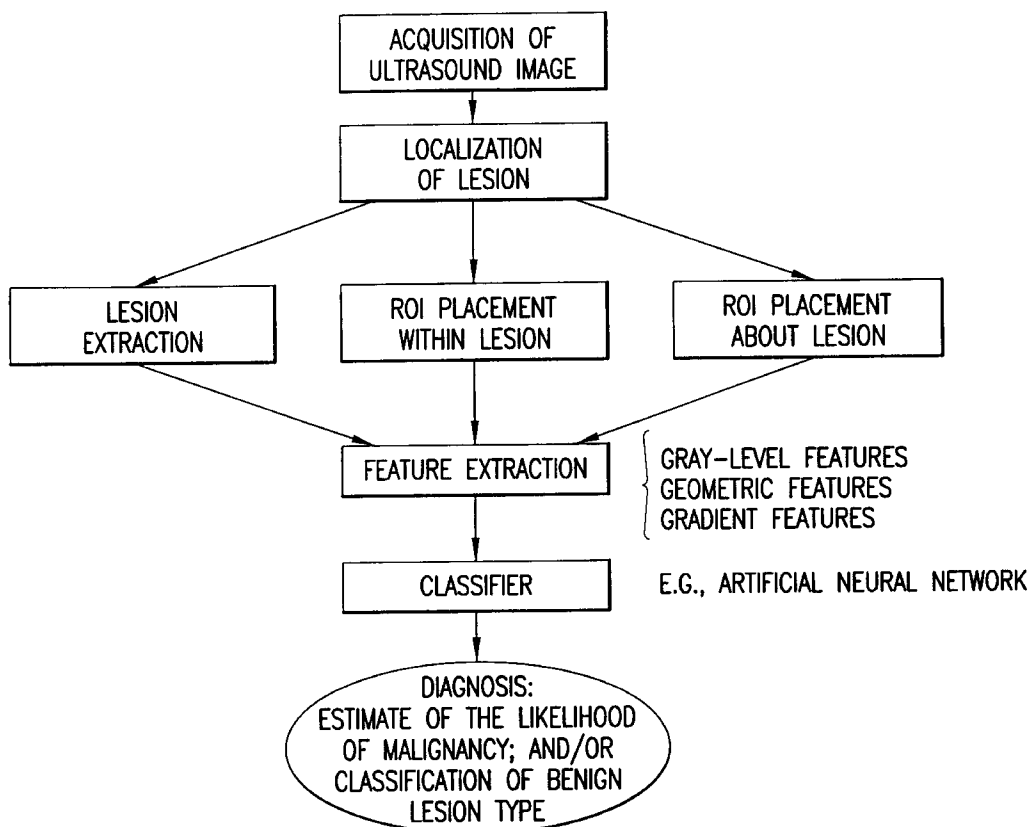 ACQUISITION OF
ULTRASOUND IMAGE
LOCALIZATION
OF LESION
LESION
EXTRACTION
ROI PLACEMENT
WITHIN LESION
ROI PLACEMENT
ABOUT LESION
FEATURE EXTRACTION
GRAY-LEVEL FEATURES
GEOMETRIC FEATURES
GRADIENT FEATURES
CLASSIFIER
E.G., ARTIFICIAL NEURAL NETWORK
DIAGNOSIS:
ESTIMATE OF THE LIKELIHOOD
OF MALIGNANCY; AND/OR
CLASSIFICATION OF BENIGN
LESION TYPE